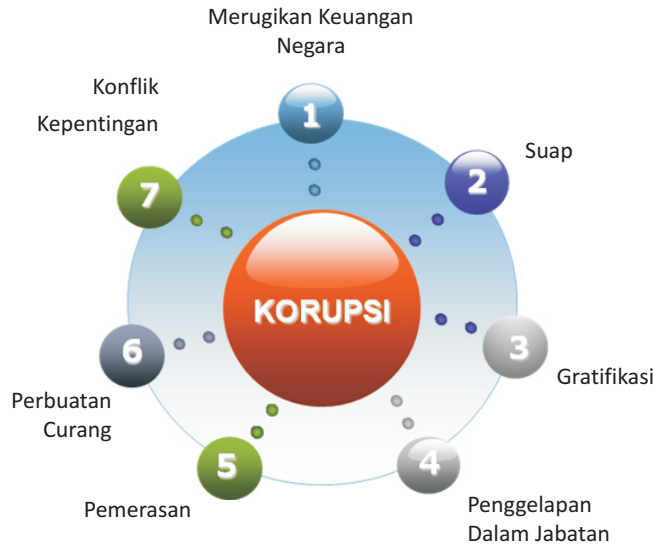 Merugikan Keuangan
Negara
1
Suap
2
3
Gratifikasi
4
Penggelapan
Dalam Jabatan
5
Pemerasan
6
Perbuatan
Curang
Konflik
Kepentingan
7
KORUPSI